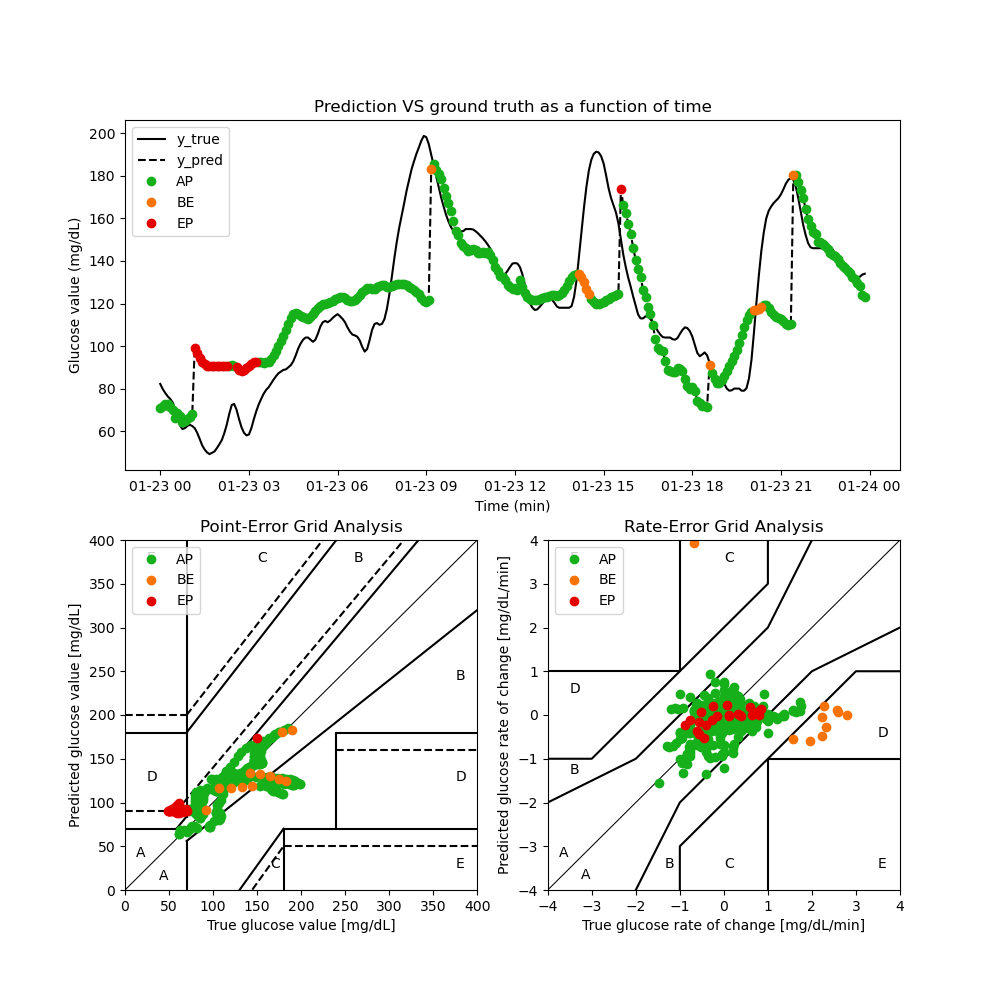 Prediction VS ground truth as a function of time
Glucose value (mg/dL)
200
180
160
140
120
100
80
60
y_true
y_pred
AP
BE
EP
01-23 00 01-23 03 01-23 06 01-23 09 01-23 12 01-23 15 01-23 18 01-23 21 01-24 00
Time (min)
Point-Error Grid Analysis
Predicted glucose value [mg/dL]
400
350
300
250
200
150
100
50
0
AP
BE
EP
C B
B
D D
A
A C E
0 50 100 150 200 250 300 350 400
True glucose value [mg/dL]
Rate-Error Grid Analysis
Predicted glucose rate of change [mg/dL/min]
4
3
2
1
0
−1
−2
−3
−4
AP
BE
EP
C
D
D
B
A
A B C E
−4 −3 −2 −1 0 1 2 3 4
True glucose rate of change [mg/dL/min]